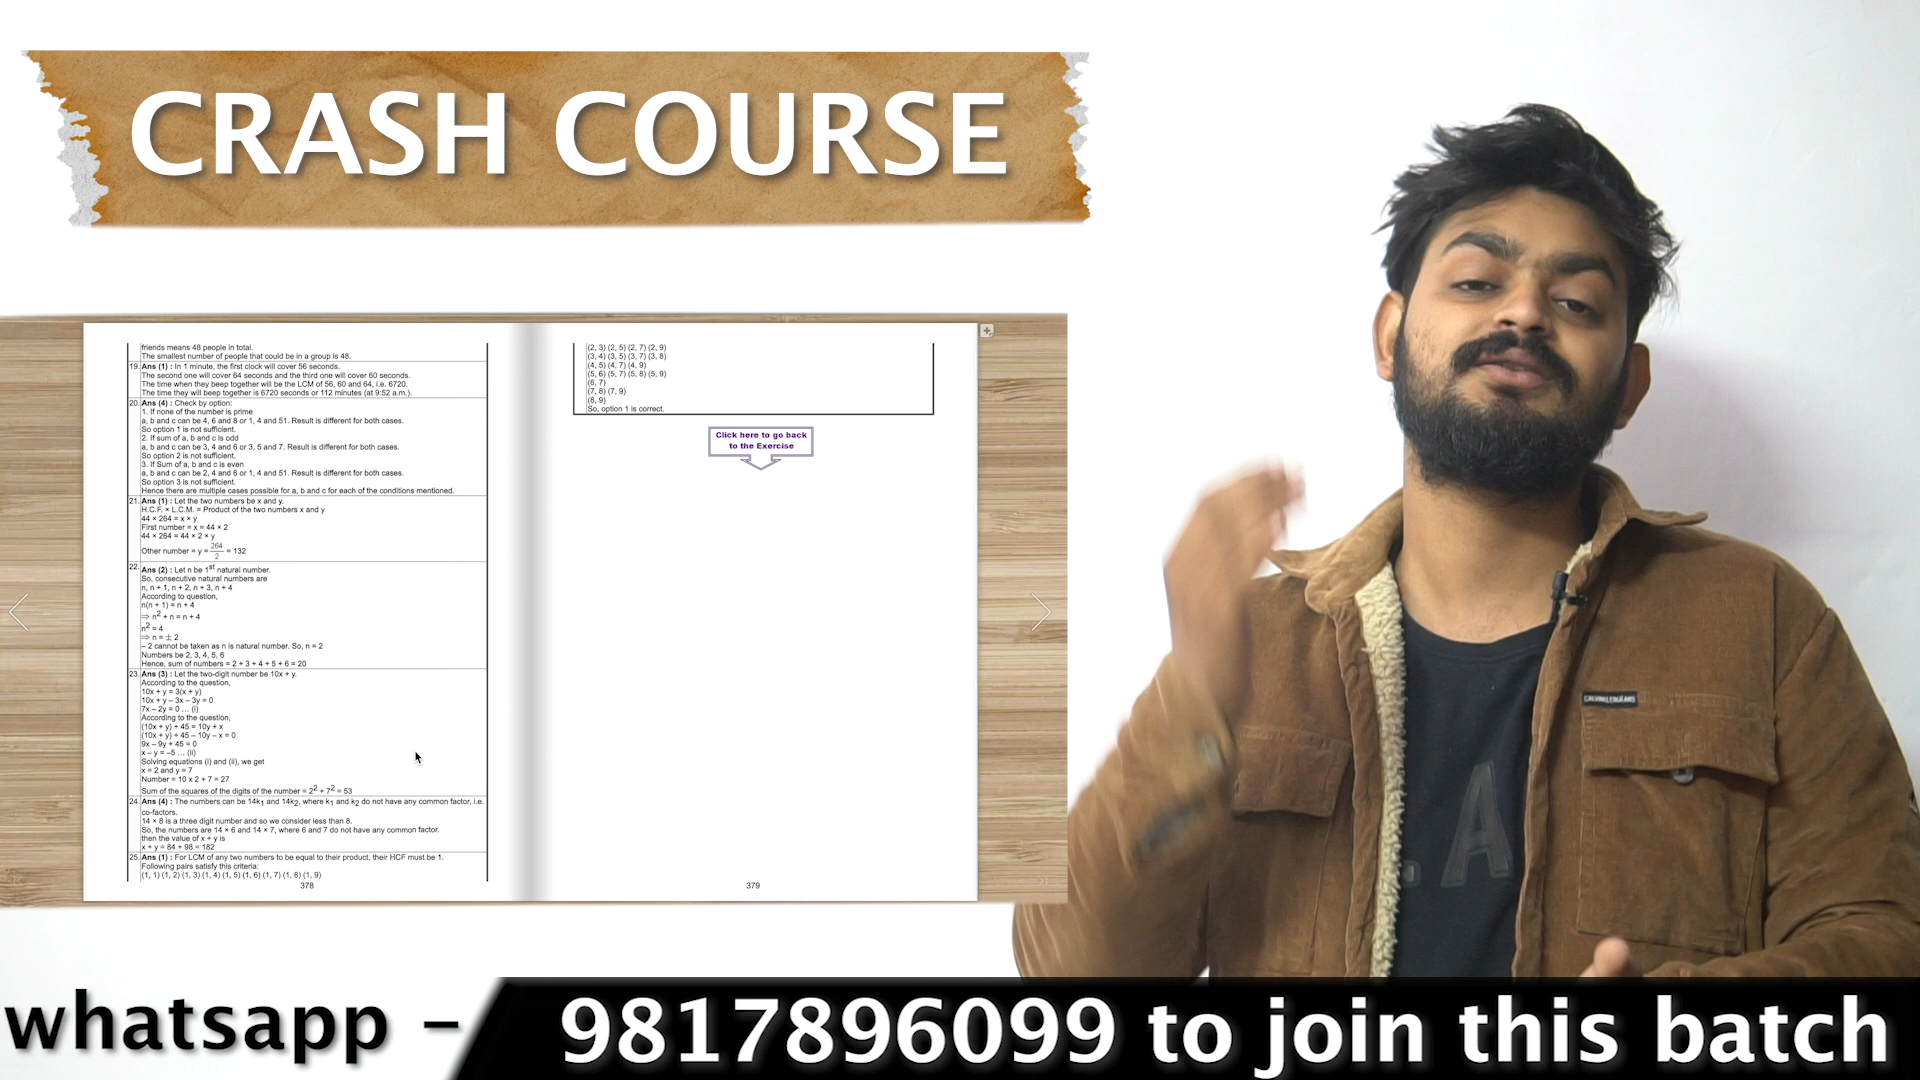 CRASH COURSE
friends means 48 people in total.
The smallest number of people that could be in a group is 48.
19. Ans (1) : In 1 minute, the first clock will cover 56 seconds.
The second one will cover 64 seconds and the third one will cover 60 seconds.
The time when they beep together will be the LCM of 56, 60 and 64, i.e. 6720.
The time they will beep together is 6720 seconds or 112 minutes (at 9:52 a.m.).
20. Ans (4) : Check by option:
1. If none of the number is prime
a, b and c can be 4, 6 and 8 or 1, 4 and 51. Result is different for both cases.
So option 1 is not sufficient.
2. If sum of a, b and c is odd
a, b and c can be 3, 4 and 6 or 3, 5 and 7. Result is different for both cases.
So option 2 is not sufficient.
3. If Sum of a, b and c is even
a, b and c can be 2, 4 and 6 or 1, 4 and 51. Result is different for both cases.
So option 3 is not sufficient.
Hence there are multiple cases possible for a, b and c for each of the conditions mentioned.
21. Ans (1) : Let the two numbers be x and y.
H.C.F. × L.C.M. = Product of the two numbers x and y
44 × 264 = x × y
First number = x = 44 × 2
44 × 264 = 44 × 2 × y
Other number = y = 264/2 = 132
22. Ans (2) : Let n be 1st natural number.
So, consecutive natural numbers are
n, n + 1, n + 2, n + 3, n + 4
According to question,
n(n + 1) = n + 4
⇒ n² + n = n + 4
n² = 4
⇒ n = ± 2
– 2 cannot be taken as n is natural number. So, n = 2
Numbers be 2, 3, 4, 5, 6
Hence, sum of numbers = 2 + 3 + 4 + 5 + 6 = 20
23. Ans (3) : Let the two-digit number be 10x + y.
According to the question,
10x + y = 3(x + y)
10x + y – 3x – 3y = 0
7x – 2y = 0 ... (i)
According to the question,
(10x + y) + 45 = 10y + x
(10x + y) + 45 – 10y – x = 0
9x – 9y + 45 = 0
x – y = –5 ... (ii)
Solving equations (i) and (ii), we get
x = 2 and y = 7
Number = 10 x 2 + 7 = 27
Sum of the squares of the digits of the number = 2² + 7² = 53
24. Ans (4) : The numbers can be 14k₁ and 14k₂, where k₁ and k₂ do not have any common factor, i.e.
co-factors.
14 × 8 is a three digit number and so we consider less than 8.
So, the numbers are 14 × 6 and 14 × 7, where 6 and 7 do not have any common factor.
then the value of x + y is
x + y = 84 + 98 = 182
25. Ans (1) : For LCM of any two numbers to be equal to their product, their HCF must be 1.
Following pairs satisfy this criteria:
(1, 1) (1, 2) (1, 3) (1, 4) (1, 5) (1, 6) (1, 7) (1, 8) (1, 9)
378
(2, 3) (2, 5) (2, 7) (2, 9)
(3, 4) (3, 5) (3, 7) (3, 8)
(4, 5) (4, 7) (4, 9)
(5, 6) (5, 7) (5, 8) (5, 9)
(6, 7)
(7, 8) (7, 9)
(8, 9)
So, option 1 is correct.
Click here to go back
to the Exercise
379
CALVIN KLEIN JEANS
.A
whatsapp - 9817896099 to join this batch